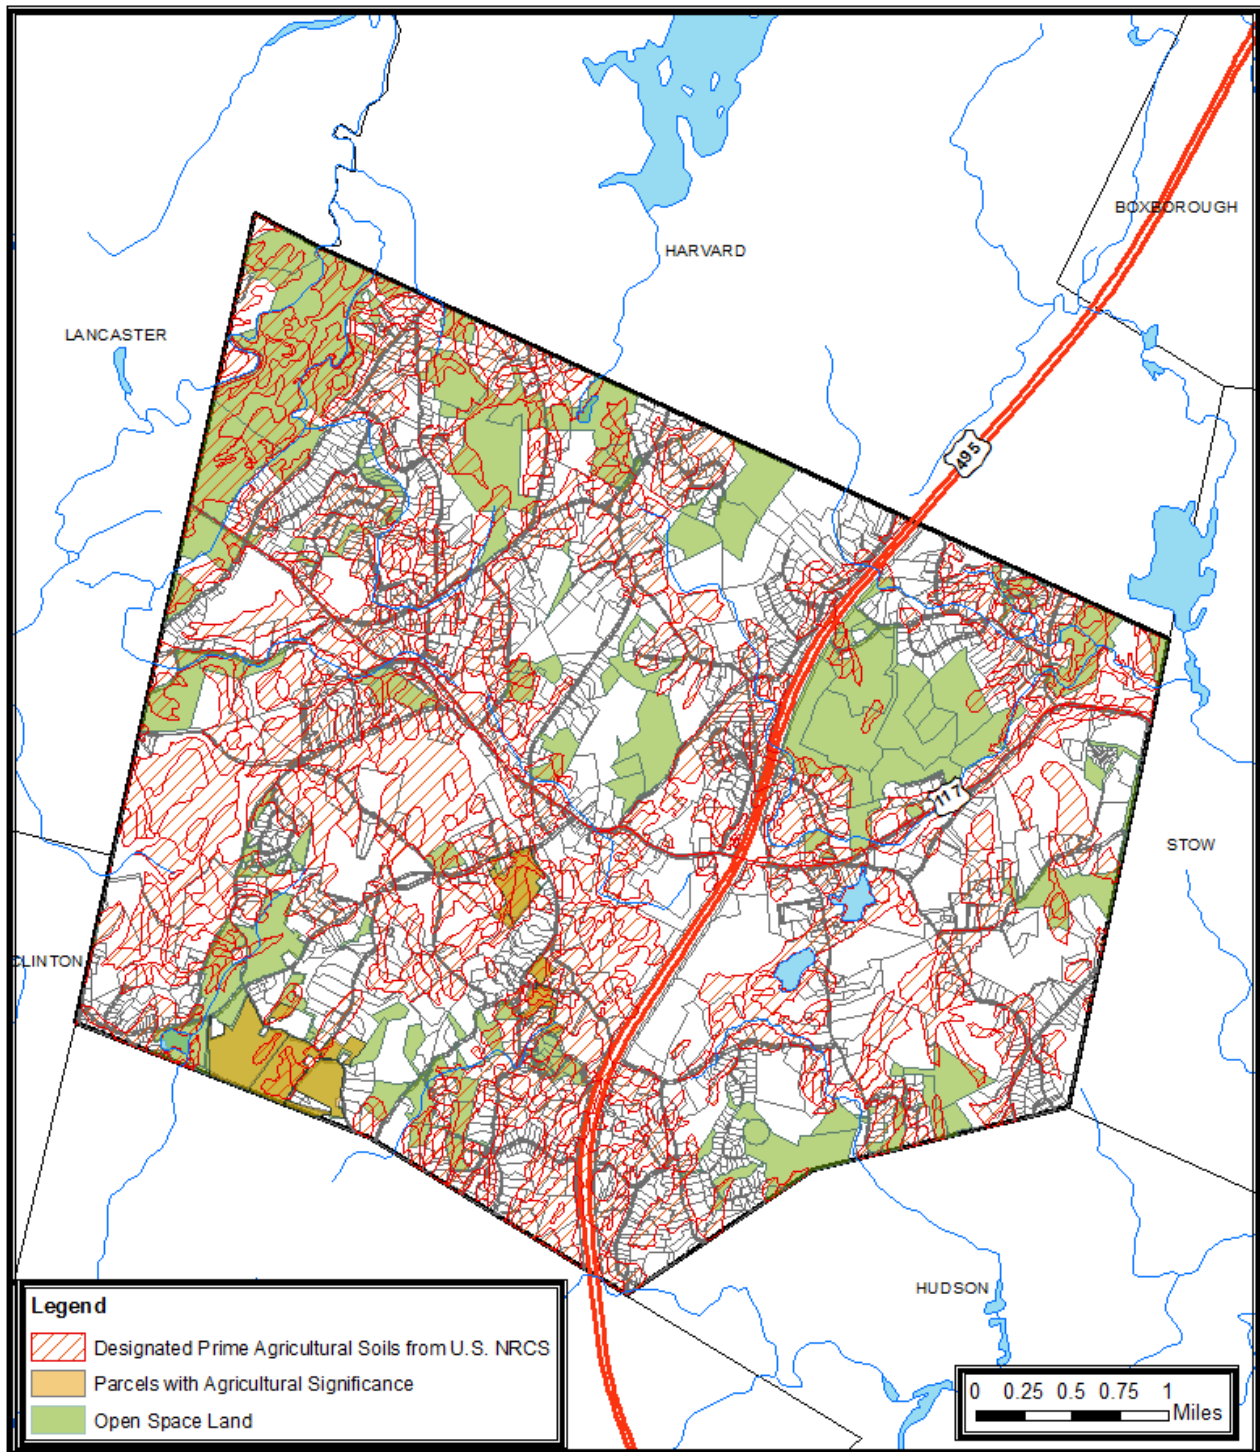 BOXBOROUGH
HARVARD
LANCASTER
495
117
STOW
CLINTON
HUDSON
Legend
Designated Prime Agricultural Soils from U.S. NRCS
Parcels with Agricultural Significance
Open Space Land
0 0.25 0.5 0.75 1
Miles